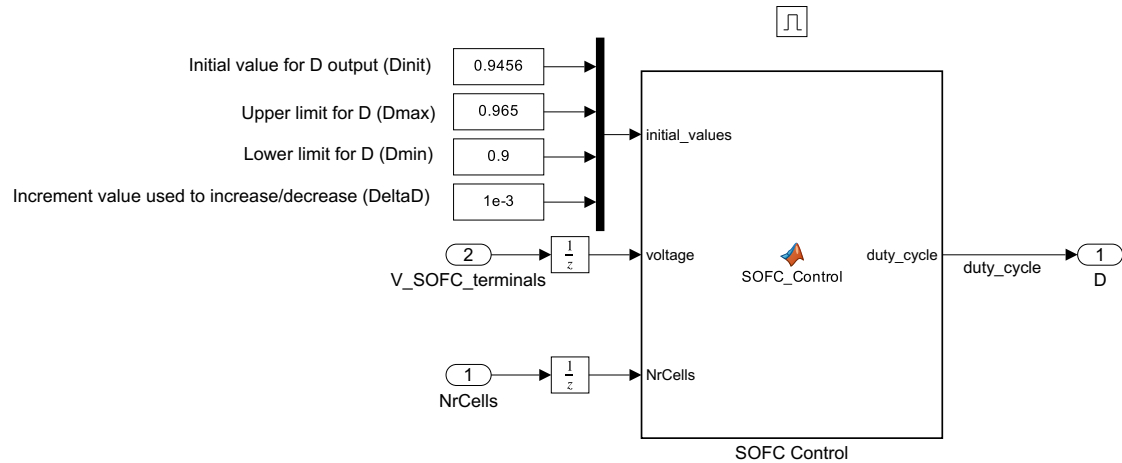 Initial value for D output (Dinit)
0.9456
Upper limit for D (Dmax)
0.965
Lower limit for D (Dmin)
0.9
Increment value used to increase/decrease (DeltaD)
1e-3
initial_values
2
1
z
voltage
V_SOFC_terminals
SOFC_Control
duty_cycle
duty_cycle
1
D
1
1
z
NrCells
NrCells
SOFC Control